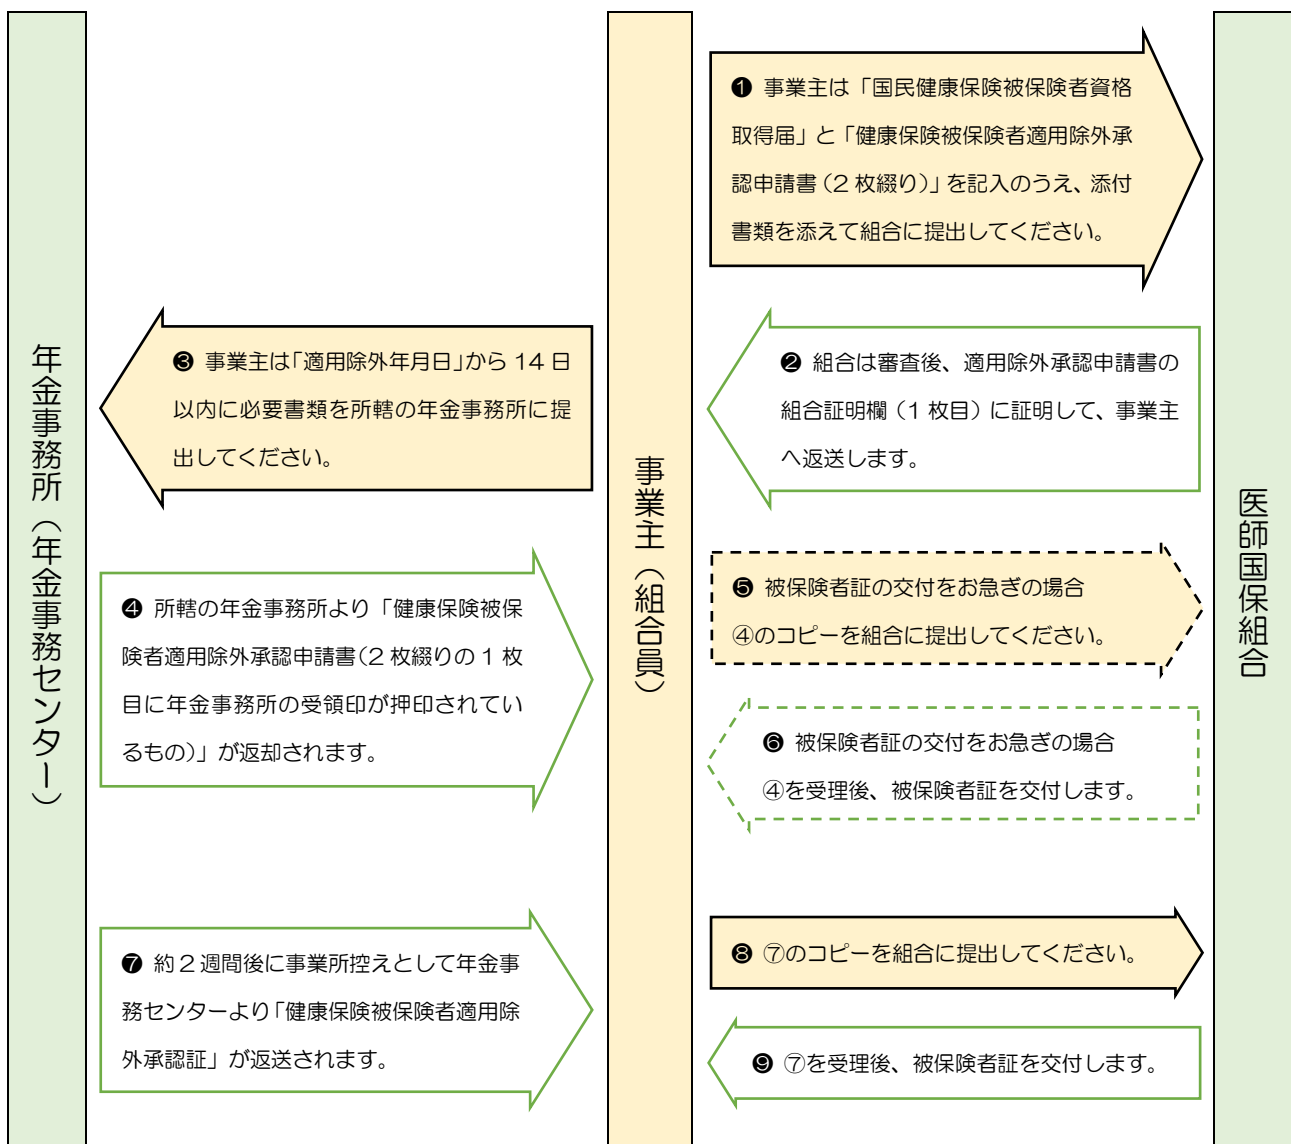 年金事務所（年金事務センター）
事業主（組合員）
医師国保組合
❶ 事業主は「国民健康保険被保険者資格
取得届」と「健康保険被保険者適用除外承
認申請書（２枚綴り）」を記入のうえ、添付
書類を添えて組合に提出してください。
❷ 組合は審査後、適用除外承認申請書の
組合証明欄（１枚目）に証明して、事業主
へ返送します。
❸ 事業主は「適用除外年月日」から 14 日
以内に必要書類を所轄の年金事務所に提
出してください。
❹ 所轄の年金事務所より「健康保険被保
険者適用除外承認申請書（２枚綴りの１枚
目に年金事務所の受領印が押印されてい
るもの）」が返却されます。
❺ 被保険者証の交付をお急ぎの場合
④のコピーを組合に提出してください。
❻ 被保険者証の交付をお急ぎの場合
④を受理後、被保険者証を交付します。
❼ 約２週間後に事業所控えとして年金事
務センターより「健康保険被保険者適用除
外承認証」が返送されます。
❽ ⑦のコピーを組合に提出してください。
❾ ⑦を受理後、被保険者証を交付します。